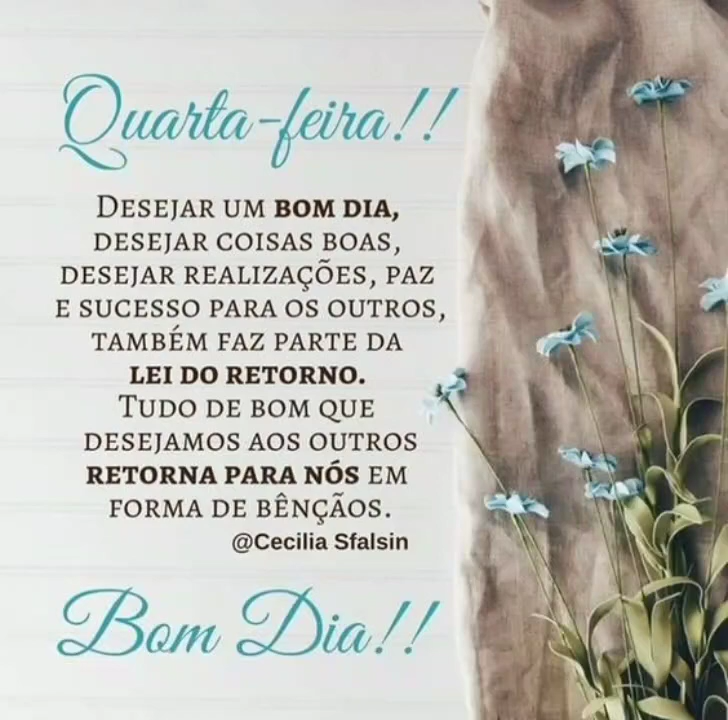 Quarta-feira!!
Desejar um bom dia,
desejar coisas boas,
desejar realizações, paz
e sucesso para os outros,
também faz parte da
lei do retorno.
Tudo de bom que
desejamos aos outros
retorna para nós em
forma de bênçãos.
@Cecilia Sfalsin
Bom Dia!!